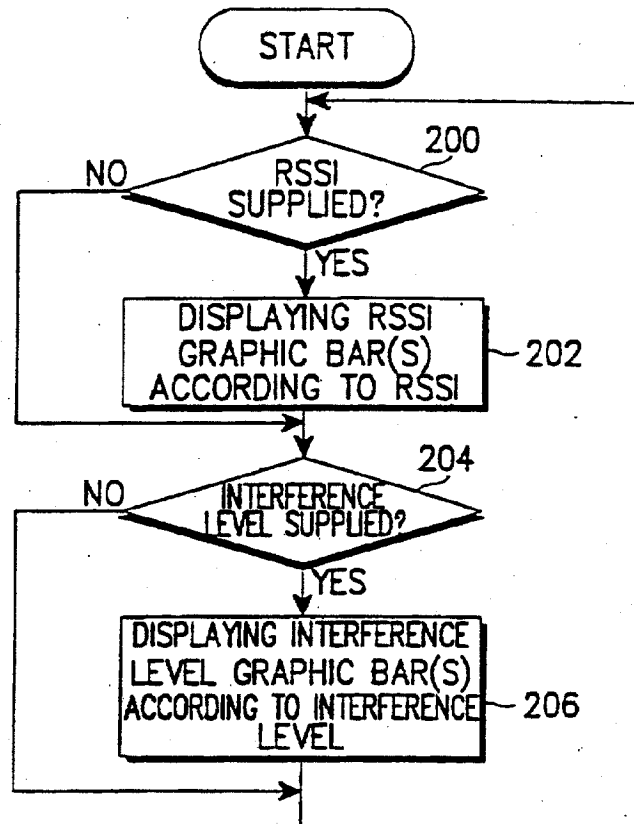 START
200
NO
RSSI
SUPPLIED?
YES
DISPLAYING RSSI
GRAPHIC BAR(S)
ACCORDING TO RSSI
202
204
NO
INTERFERENCE
LEVEL SUPPLIED?
YES
DISPLAYING INTERFERENCE
LEVEL GRAPHIC BAR(S)
ACCORDING TO INTERFERENCE
LEVEL
206